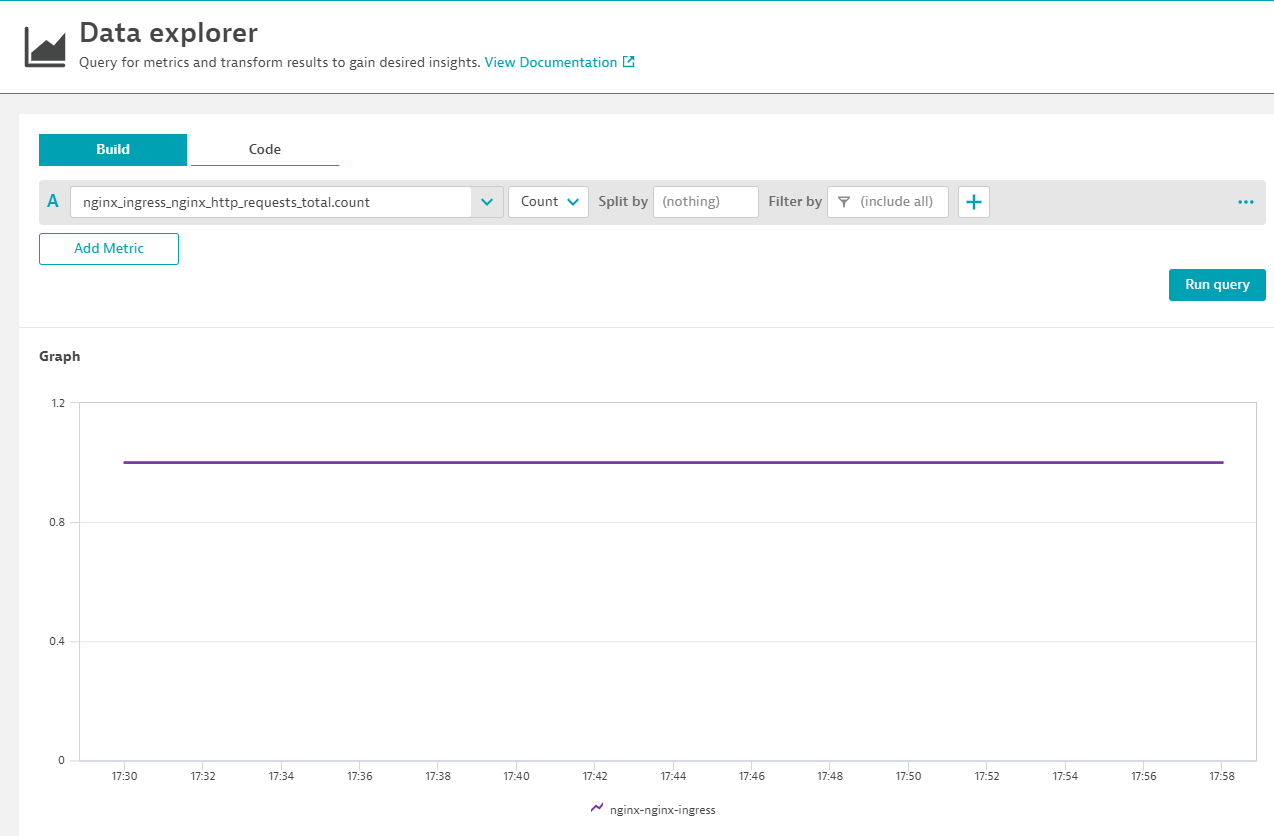 Data explorer
Query for metrics and transform results to gain desired insights. View Documentation
Build Code
A nginx_ingress_nginx_http_requests_total.count Count Split by (nothing) Filter by (include all)
Add Metric
Run query
Graph
1.2
0.8
0.4
0
17:30 17:32 17:34 17:36 17:38 17:40 17:42 17:44 17:46 17:48 17:50 17:52 17:54 17:56 17:58
nginx-nginx-ingress